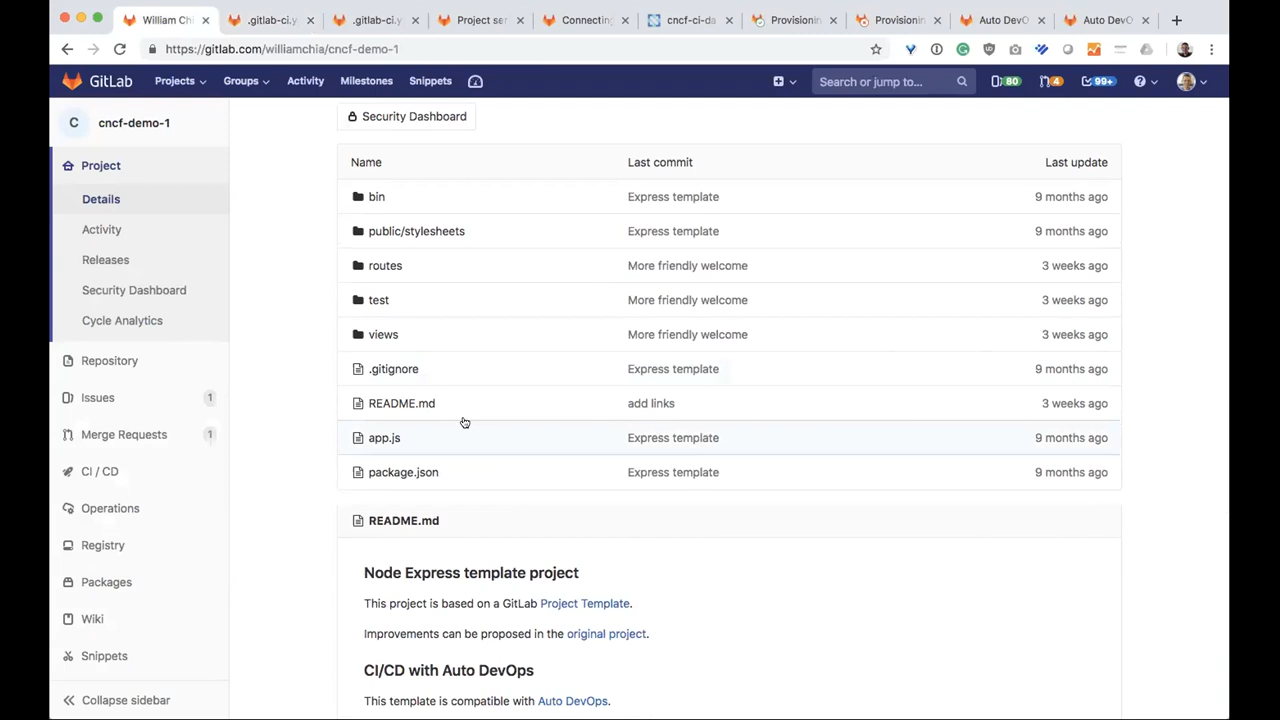 William Chi
.gitlab-ci.y
.gitlab-ci.y
Project ser
Connecting
cncf-ci-da
Provisionin
Provisionin
Auto DevO
Auto DevO
https://gitlab.com/williamchia/cncf-demo-1
GitLab
Projects
Groups
Activity
Milestones
Snippets
Search or jump to...
80
4
99+
C
cncf-demo-1
Project
Details
Activity
Releases
Security Dashboard
Cycle Analytics
Repository
Issues 1
Merge Requests 1
CI / CD
Operations
Registry
Packages
Wiki
Snippets
Collapse sidebar
Security Dashboard
Name Last commit Last update
bin Express template 9 months ago
public/stylesheets Express template 9 months ago
routes More friendly welcome 3 weeks ago
test More friendly welcome 3 weeks ago
views More friendly welcome 3 weeks ago
.gitignore Express template 9 months ago
README.md add links 3 weeks ago
app.js Express template 9 months ago
package.json Express template 9 months ago
README.md
Node Express template project
This project is based on a GitLab Project Template.
Improvements can be proposed in the original project.
CI/CD with Auto DevOps
This template is compatible with Auto DevOps.